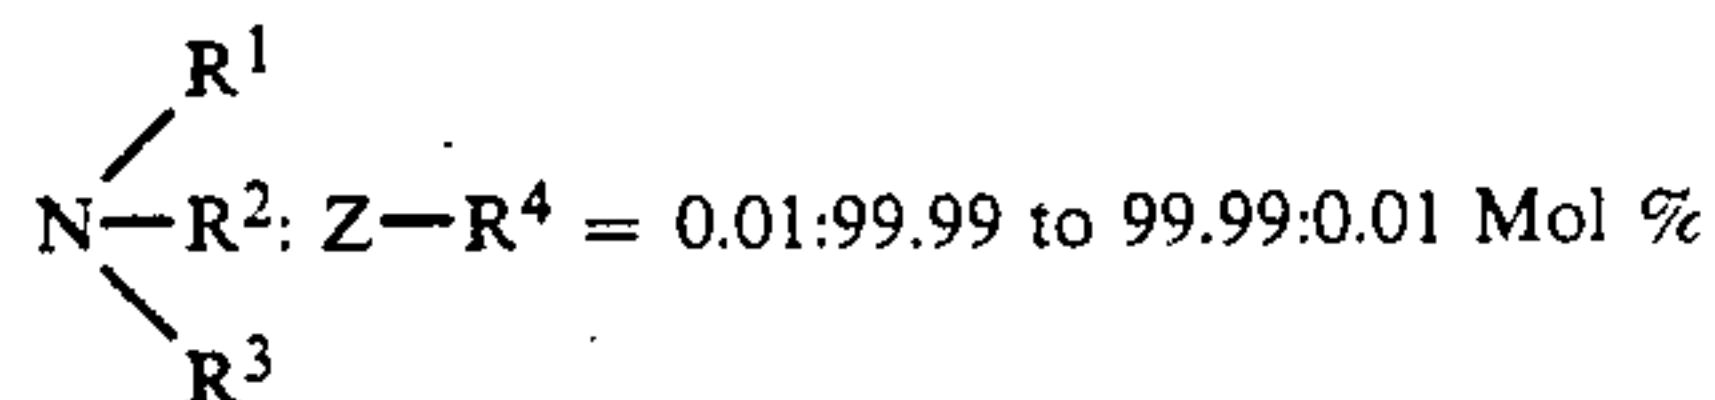 R¹
N—R²: Z—R⁴ = 0.01:99.99 to 99.99:0.01 Mol %
R³